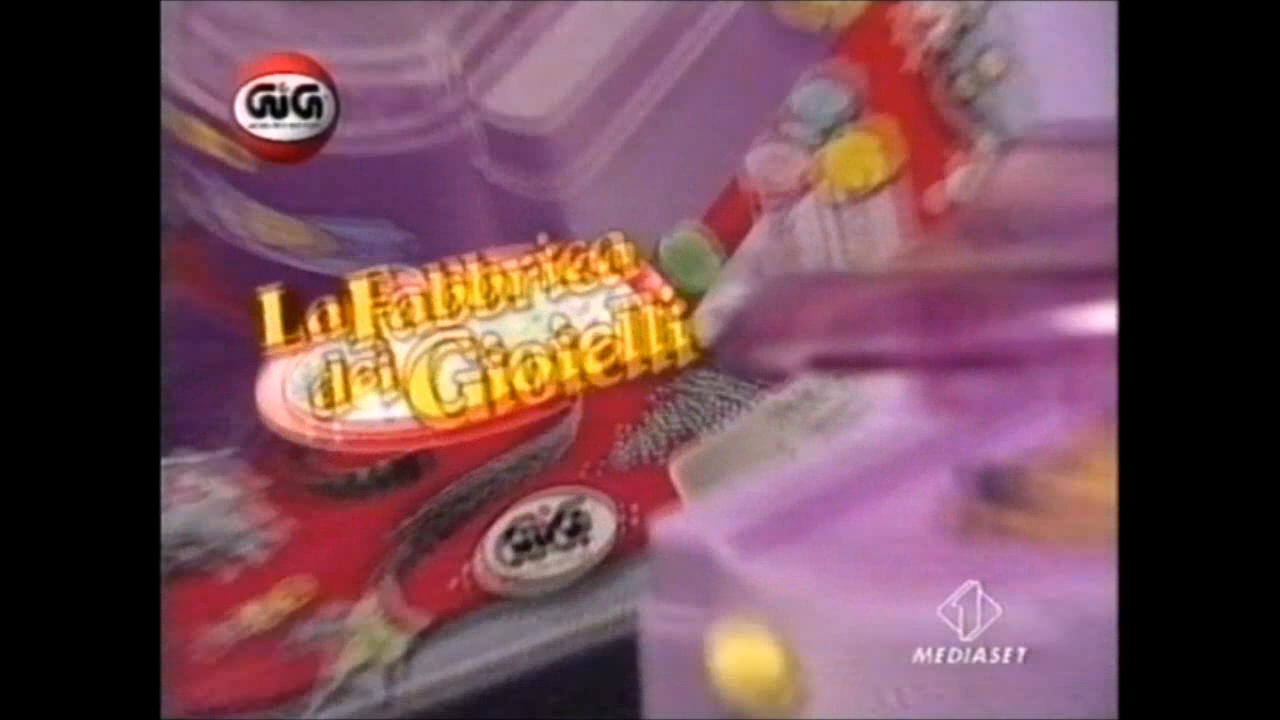 GiG
La Fabbrica
dei Gioielli
GiG
MEDIASET